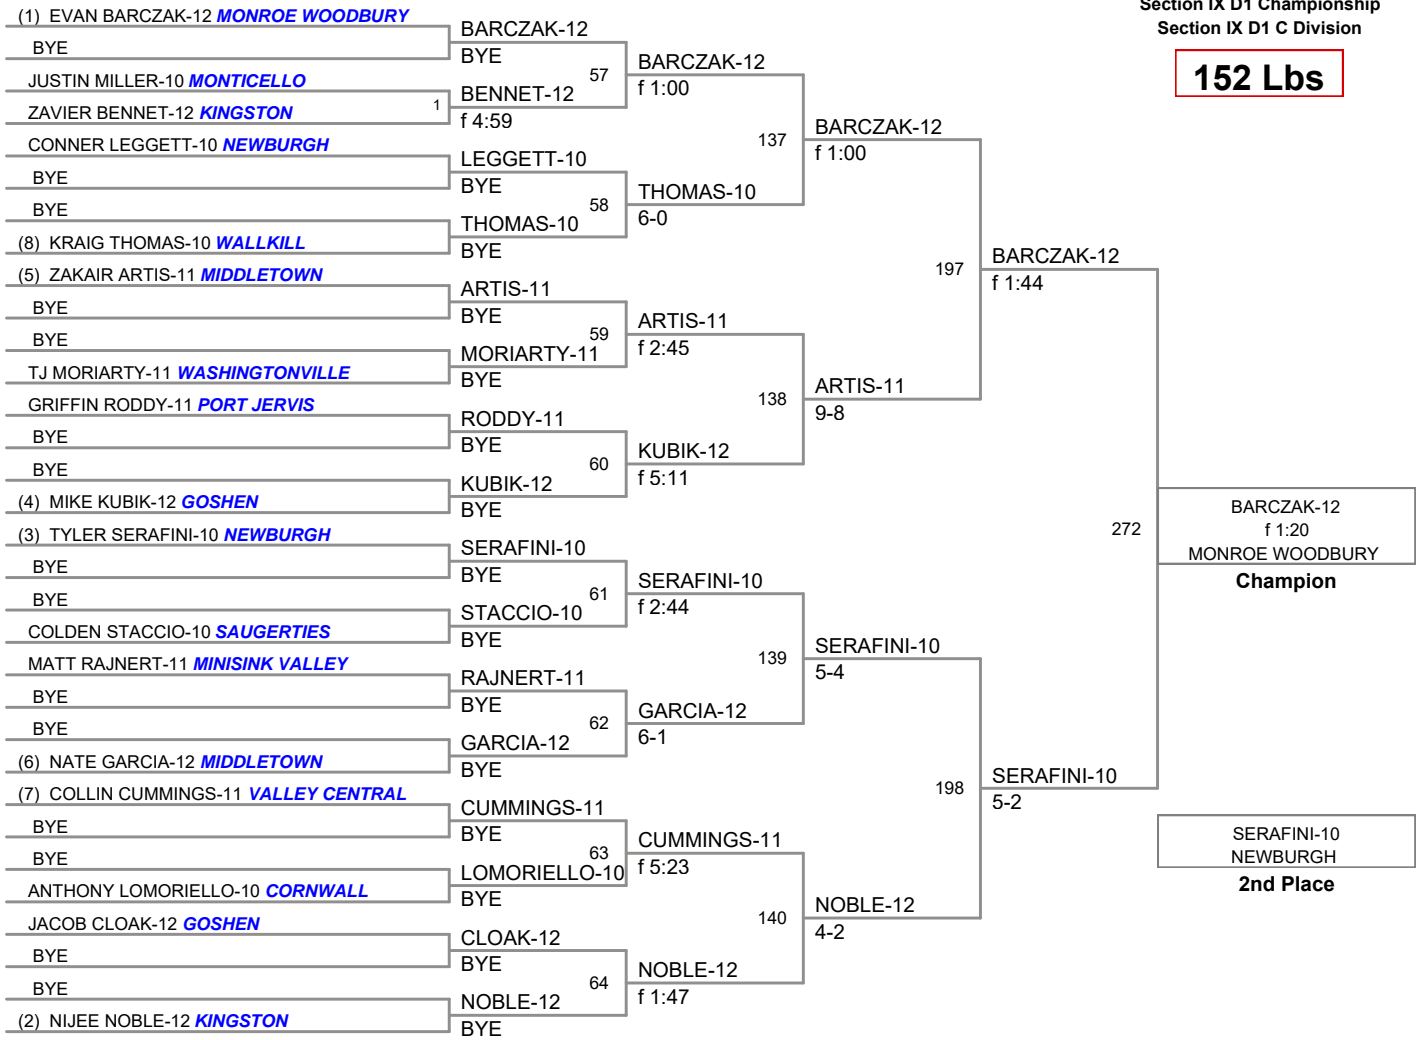 Section IX D1 Championship
Section IX D1 C Division
152 Lbs
(1) EVAN BARCZAK-12 MONROE WOODBURY
BYE
JUSTIN MILLER-10 MONTICELLO
ZAVIER BENNET-12 KINGSTON
CONNER LEGGETT-10 NEWBURGH
BYE
BYE
(8) KRAIG THOMAS-10 WALLKILL
(5) ZAKAIR ARTIS-11 MIDDLETOWN
BYE
BYE
TJ MORIARTY-11 WASHINGTONVILLE
GRIFFIN RODDY-11 PORT JERVIS
BYE
BYE
(4) MIKE KUBIK-12 GOSHEN
(3) TYLER SERAFINI-10 NEWBURGH
BYE
BYE
COLDEN STACCIO-10 SAUGERTIES
MATT RAJNERT-11 MINISINK VALLEY
BYE
BYE
(6) NATE GARCIA-12 MIDDLETOWN
(7) COLLIN CUMMINGS-11 VALLEY CENTRAL
BYE
BYE
ANTHONY LOMORIELLO-10 CORNWALL
JACOB CLOAK-12 GOSHEN
BYE
BYE
(2) NIJEE NOBLE-12 KINGSTON
1
BARCZAK-12
BYE
BENNET-12
f 4:59
LEGGETT-10
BYE
THOMAS-10
BYE
ARTIS-11
BYE
MORIARTY-11
BYE
RODDY-11
BYE
KUBIK-12
BYE
SERAFINI-10
BYE
STACCIO-10
BYE
RAJNERT-11
BYE
GARCIA-12
BYE
CUMMINGS-11
BYE
LOMORIELLO-10
BYE
CLOAK-12
BYE
NOBLE-12
BYE
57
58
59
60
61
62
63
64
BARCZAK-12
f 1:00
THOMAS-10
6-0
ARTIS-11
f 2:45
KUBIK-12
f 5:11
SERAFINI-10
f 2:44
GARCIA-12
6-1
CUMMINGS-11
f 5:23
NOBLE-12
f 1:47
137
138
139
140
BARCZAK-12
f 1:00
ARTIS-11
9-8
SERAFINI-10
5-4
NOBLE-12
4-2
197
198
BARCZAK-12
f 1:44
SERAFINI-10
5-2
272
BARCZAK-12
f 1:20
MONROE WOODBURY
Champion
SERAFINI-10
NEWBURGH
2nd Place